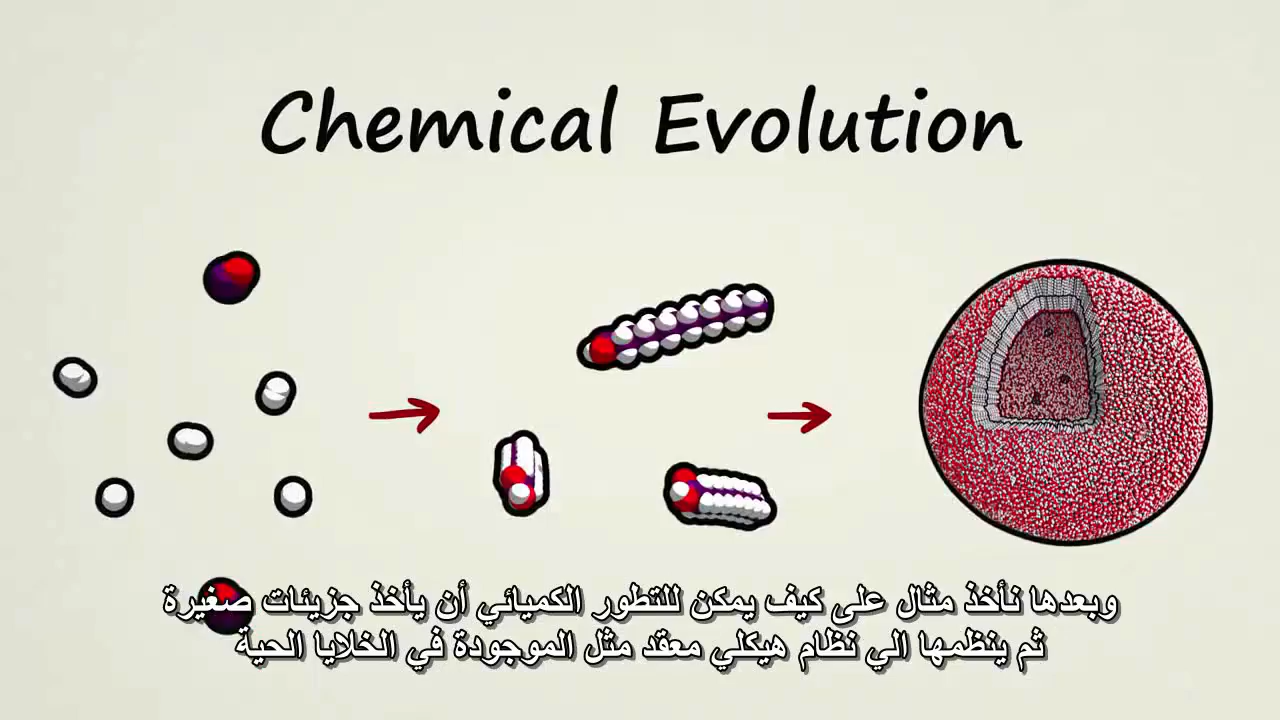 Chemical Evolution
وبعدها نأخذ مثال على كيف يمكن للتطور الكميائي أن يأخذ جزيئات صغيرة
ثم ينظمها الي نظام هيكلي معقد مثل الموجودة في الخلايا الحية